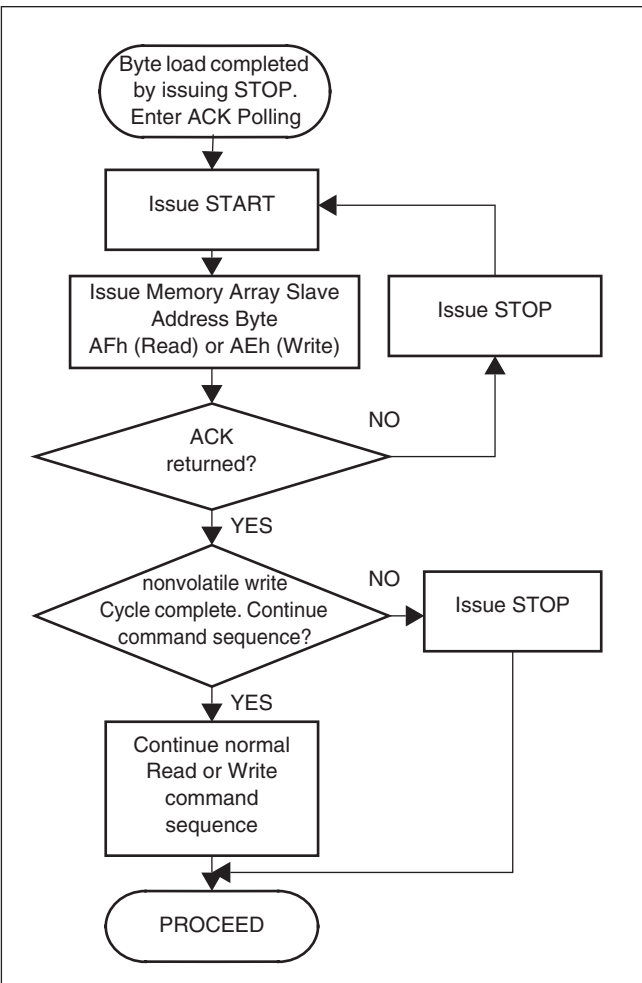 Byte load completed
by issuing STOP.
Enter ACK Polling
Issue START
Issue Memory Array Slave
Address Byte
AFh (Read) or AEh (Write)
Issue STOP
ACK
returned?
NO
YES
nonvolatile write
Cycle complete. Continue
command sequence?
NO
Issue STOP
YES
Continue normal
Read or Write
command
sequence
PROCEED